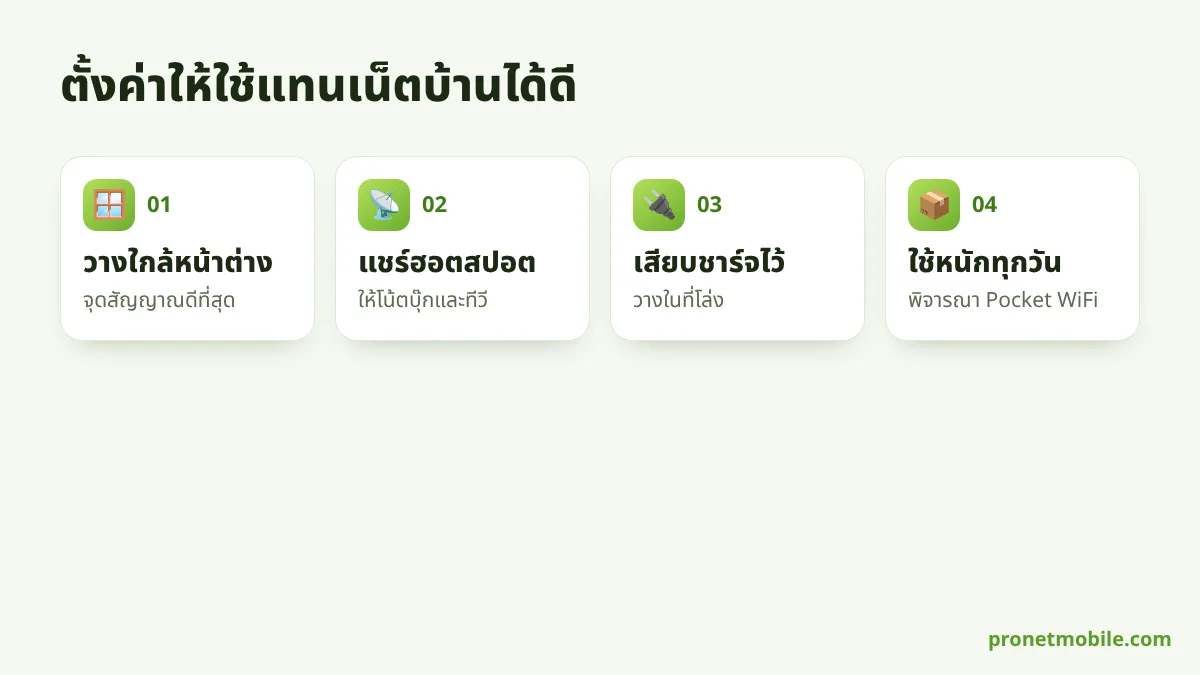 ตั้งค่าให้ใช้แทนเน็ตบ้านได้ดี
01
วางใกล้หน้าต่าง
จุดสัญญาณดีที่สุด
02
แชร์ฮอตสปอต
ให้โน้ตบุ๊กและทีวี
03
เสียบชาร์จไว้
วางในที่โล่ง
04
ใช้หนักทุกวัน
พิจารณา Pocket WiFi
pronetmobile.com